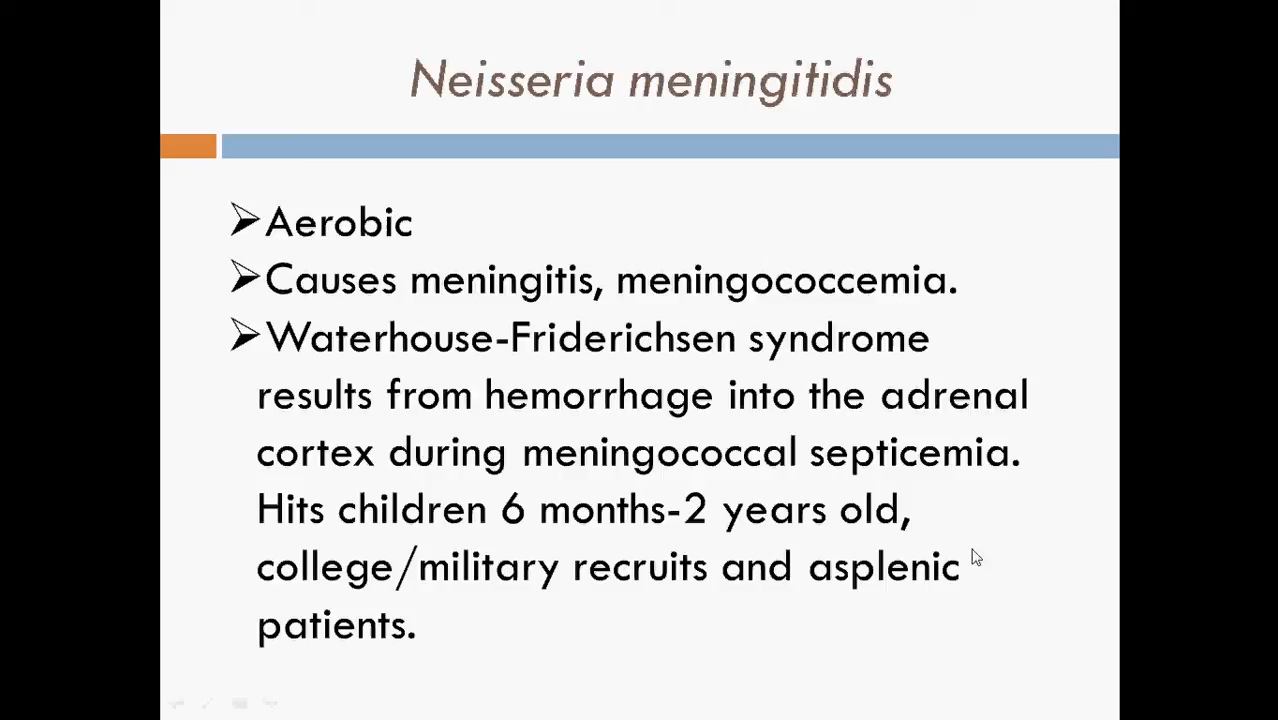 Neisseria meningitidis
➢Aerobic
➢Causes meningitis, meningococcemia.
➢Waterhouse-Friderichsen syndrome
results from hemorrhage into the adrenal
cortex during meningococcal septicemia.
Hits children 6 months-2 years old,
college/military recruits and asplenic
patients.